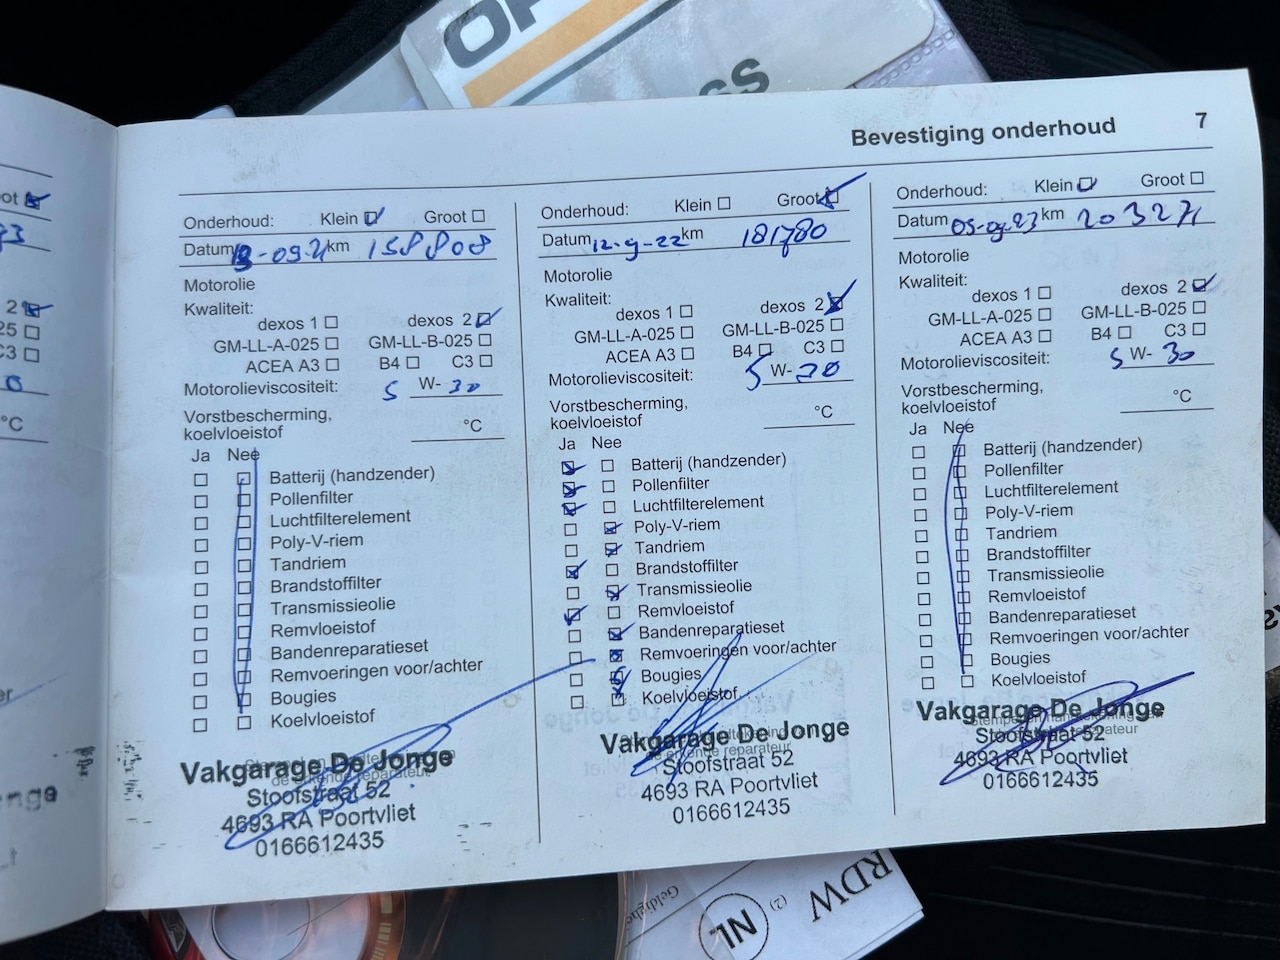 Bevestiging onderhoud 7
Onderhoud: Klein Groot
Datum 13-09-21 km 158808
Motorolie
Kwaliteit:
dexos 1 dexos 2
GM-LL-A-025 GM-LL-B-025
ACEA A3 B4 C3
Motorolieviscositeit: 5 W- 30
Vorstbescherming,
koelvloeistof °C
Ja Nee
Batterij (handzender)
Pollenfilter
Luchtfilterelement
Poly-V-riem
Tandriem
Brandstoffilter
Transmissieolie
Remvloeistof
Bandenreparatieset
Remvoeringen voor/achter
Bougies
Koelvloeistof
Vakgarage De Jonge
Stoofstraat 52
4693 RA Poortvliet
0166612435
Onderhoud: Klein Groot
Datum 12-9-22 km 181780
Motorolie
Kwaliteit:
dexos 1 dexos 2
GM-LL-A-025 GM-LL-B-025
ACEA A3 B4 C3
Motorolieviscositeit: 5 W- 30
Vorstbescherming,
koelvloeistof °C
Ja Nee
Batterij (handzender)
Pollenfilter
Luchtfilterelement
Poly-V-riem
Tandriem
Brandstoffilter
Transmissieolie
Remvloeistof
Bandenreparatieset
Remvoeringen voor/achter
Bougies
Koelvloeistof
Vakgarage De Jonge
de erkende reparateur
Stoofstraat 52
4693 RA Poortvliet
0166612435
Onderhoud: Klein Groot
Datum 05-09-23 km 203271
Motorolie
Kwaliteit:
dexos 1 dexos 2
GM-LL-A-025 GM-LL-B-025
ACEA A3 B4 C3
Motorolieviscositeit: 5 W- 30
Vorstbescherming,
koelvloeistof °C
Ja Nee
Batterij (handzender)
Pollenfilter
Luchtfilterelement
Poly-V-riem
Tandriem
Brandstoffilter
Transmissieolie
Remvloeistof
Bandenreparatieset
Remvoeringen voor/achter
Bougies
Koelvloeistof
Vakgarage De Jonge
Stoofstraat 52
4693 RA Poortvliet
0166612435
RDW
(2)
NL